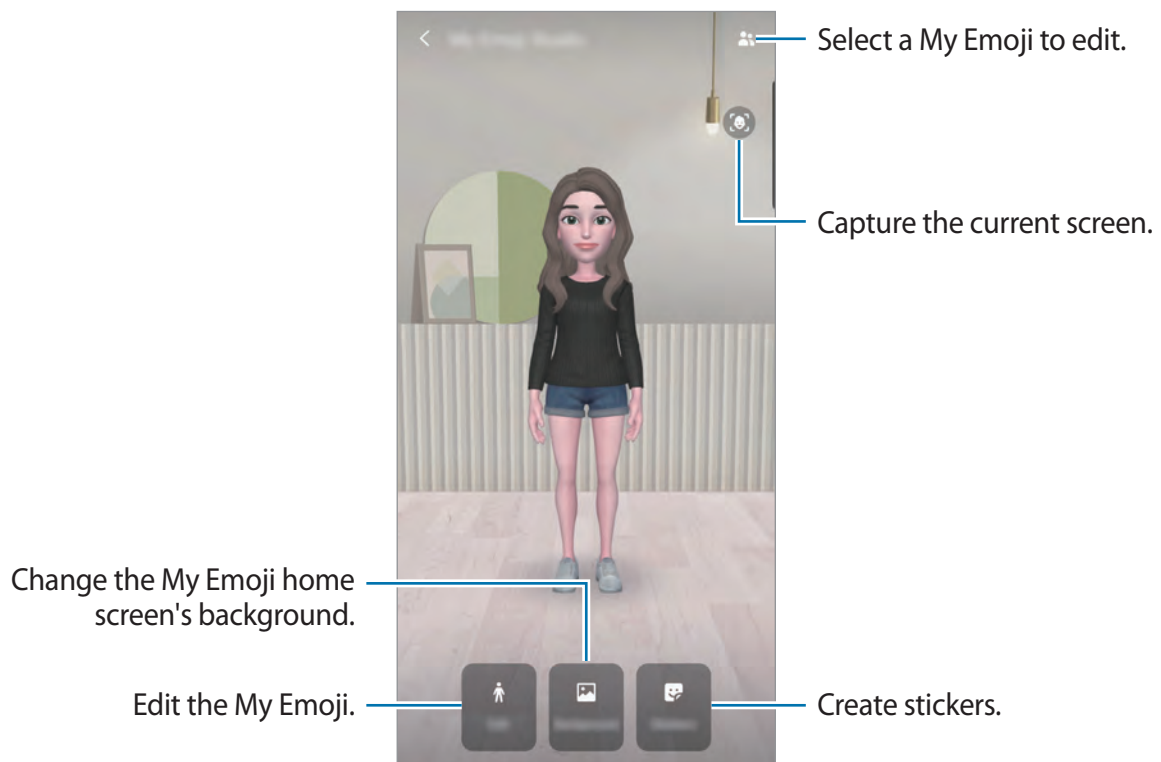 Select a My Emoji to edit.
Capture the current screen.
Change the My Emoji home
screen's background.
Edit the My Emoji.
Create stickers.